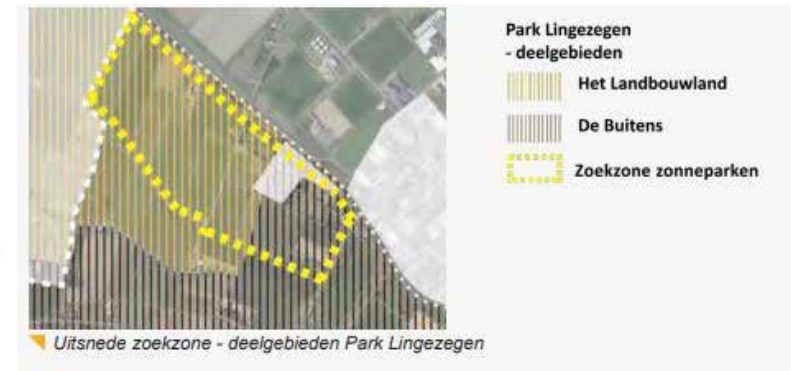 Park Lingezegen
- deelgebieden
Het Landbouwland
De Buitens
Zoekzone zonneparken
Uitsnede zoekzone - deelgebieden Park Lingezegen